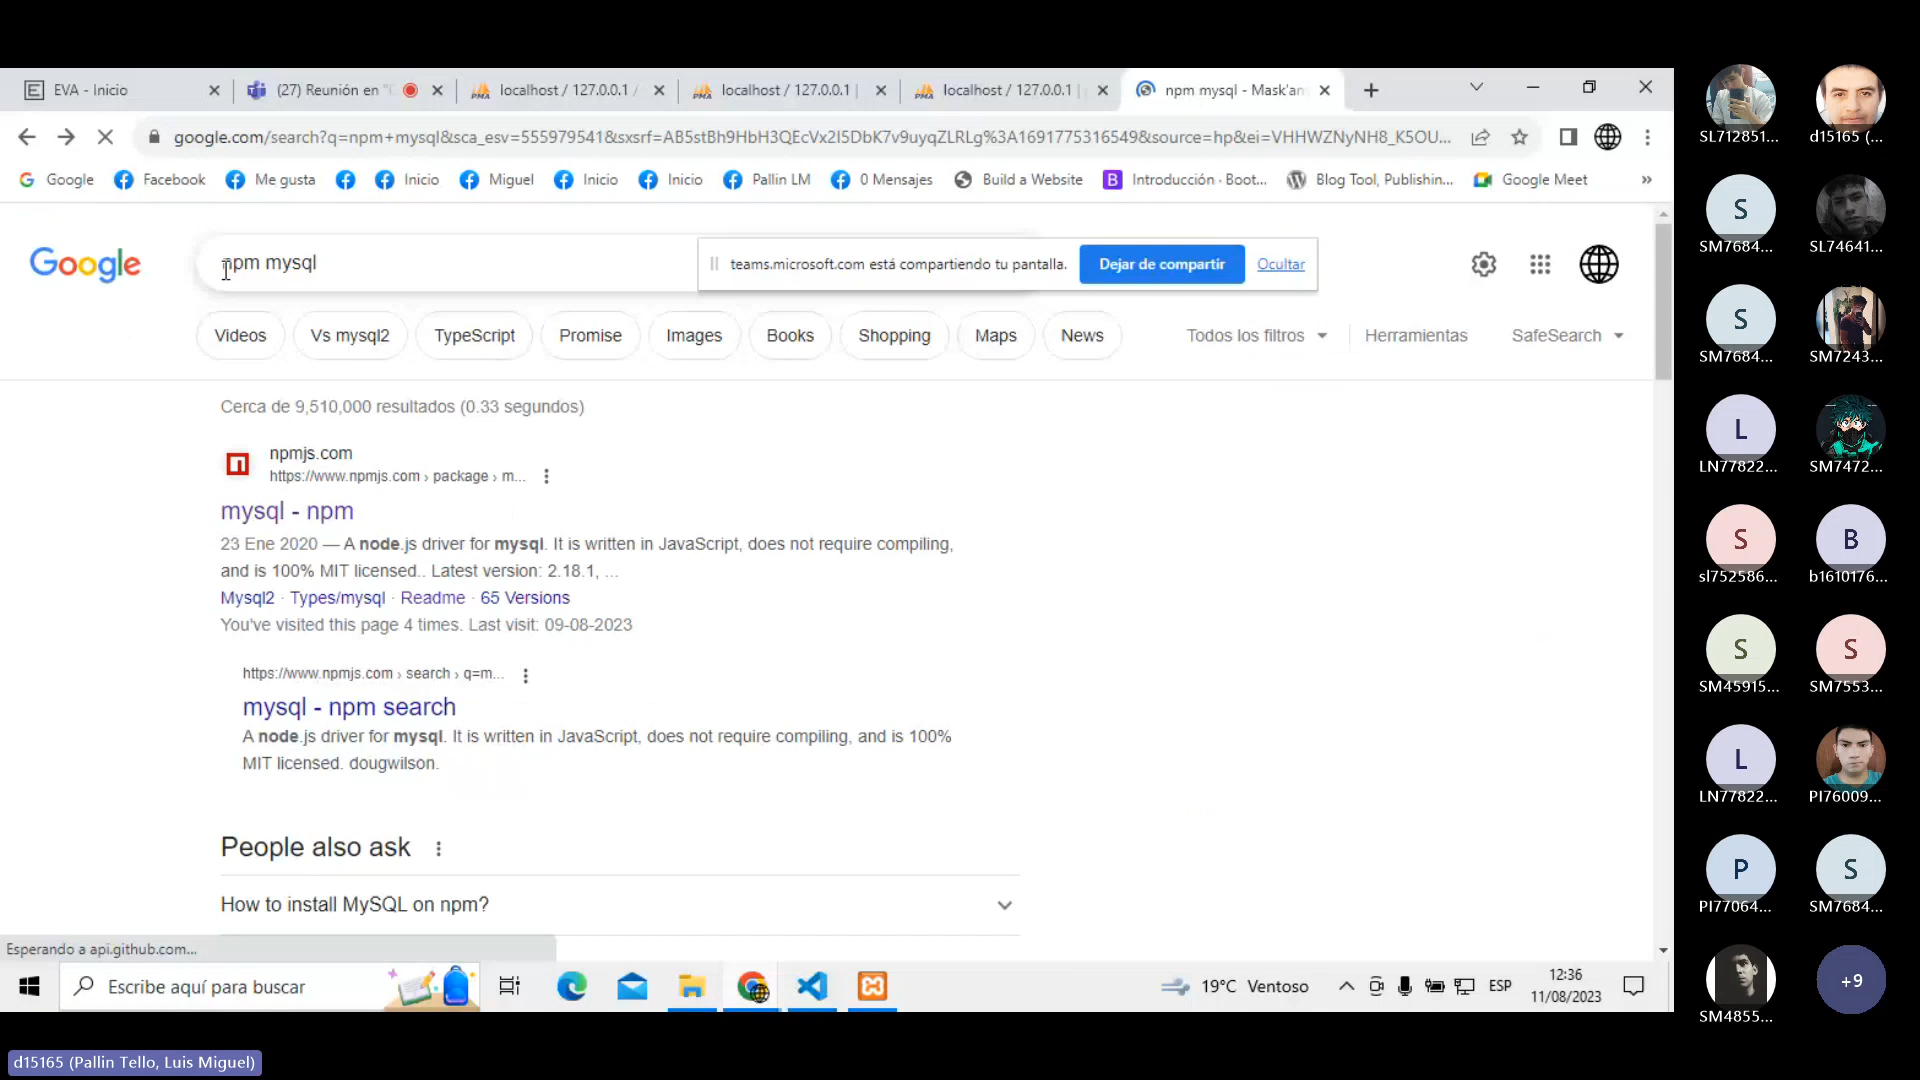 EVA - Inicio
(27) Reunión en "
localhost / 127.0.0.1 /
localhost / 127.0.0.1 |
localhost / 127.0.0.1 |
npm mysql - Mask'an
google.com/search?q=npm+mysql&sca_esv=555979541&sxsrf=AB5stBh9HbH3QEcVx2I5DbK7v9uyqZLRLg%3A1691775316549&source=hp&ei=VHHWZNyNH8_K5OU...
Google
Facebook
Me gusta
Inicio
Miguel
Inicio
Inicio
Pallin LM
0 Mensajes
Build a Website
B Introducción · Boot...
Blog Tool, Publishin...
Google Meet
»
Google
npm mysql
teams.microsoft.com está compartiendo tu pantalla.
Dejar de compartir
Ocultar
Videos
Vs mysql2
TypeScript
Promise
Images
Books
Shopping
Maps
News
Todos los filtros
Herramientas
SafeSearch
Cerca de 9,510,000 resultados (0.33 segundos)
npmjs.com
https://www.npmjs.com › package › m...
mysql - npm
23 Ene 2020 — A node.js driver for mysql. It is written in JavaScript, does not require compiling,
and is 100% MIT licensed.. Latest version: 2.18.1, ...
Mysql2 · Types/mysql · Readme · 65 Versions
You've visited this page 4 times. Last visit: 09-08-2023
https://www.npmjs.com › search › q=m...
mysql - npm search
A node.js driver for mysql. It is written in JavaScript, does not require compiling, and is 100%
MIT licensed. dougwilson.
People also ask
How to install MySQL on npm?
Esperando a api.github.com...
Escribe aquí para buscar
19°C Ventoso
ESP
12:36
11/08/2023
SL712851...
d15165 (...
S
SM7684...
SL74641...
S
SM7684...
SM7243...
L
LN77822...
SM7472...
S
sl752586...
B
b1610176...
S
SM45915...
S
SM7553...
L
LN77822...
PI76009...
P
PI77064...
S
SM7684...
SM4855...
+9
d15165 (Pallin Tello, Luis Miguel)